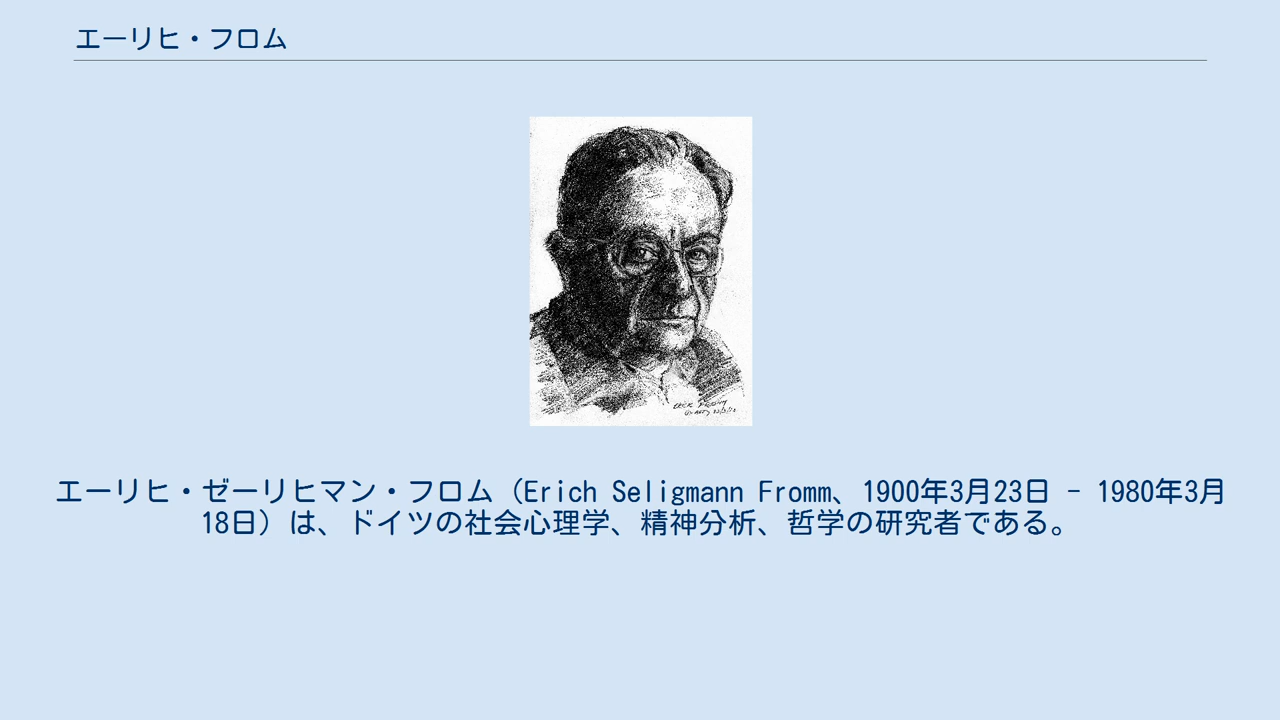 エーリヒ・フロム
エーリヒ・ゼーリヒマン・フロム（Erich Seligmann Fromm、1900年3月23日 - 1980年3月
18日）は、ドイツの社会心理学、精神分析、哲学の研究者である。